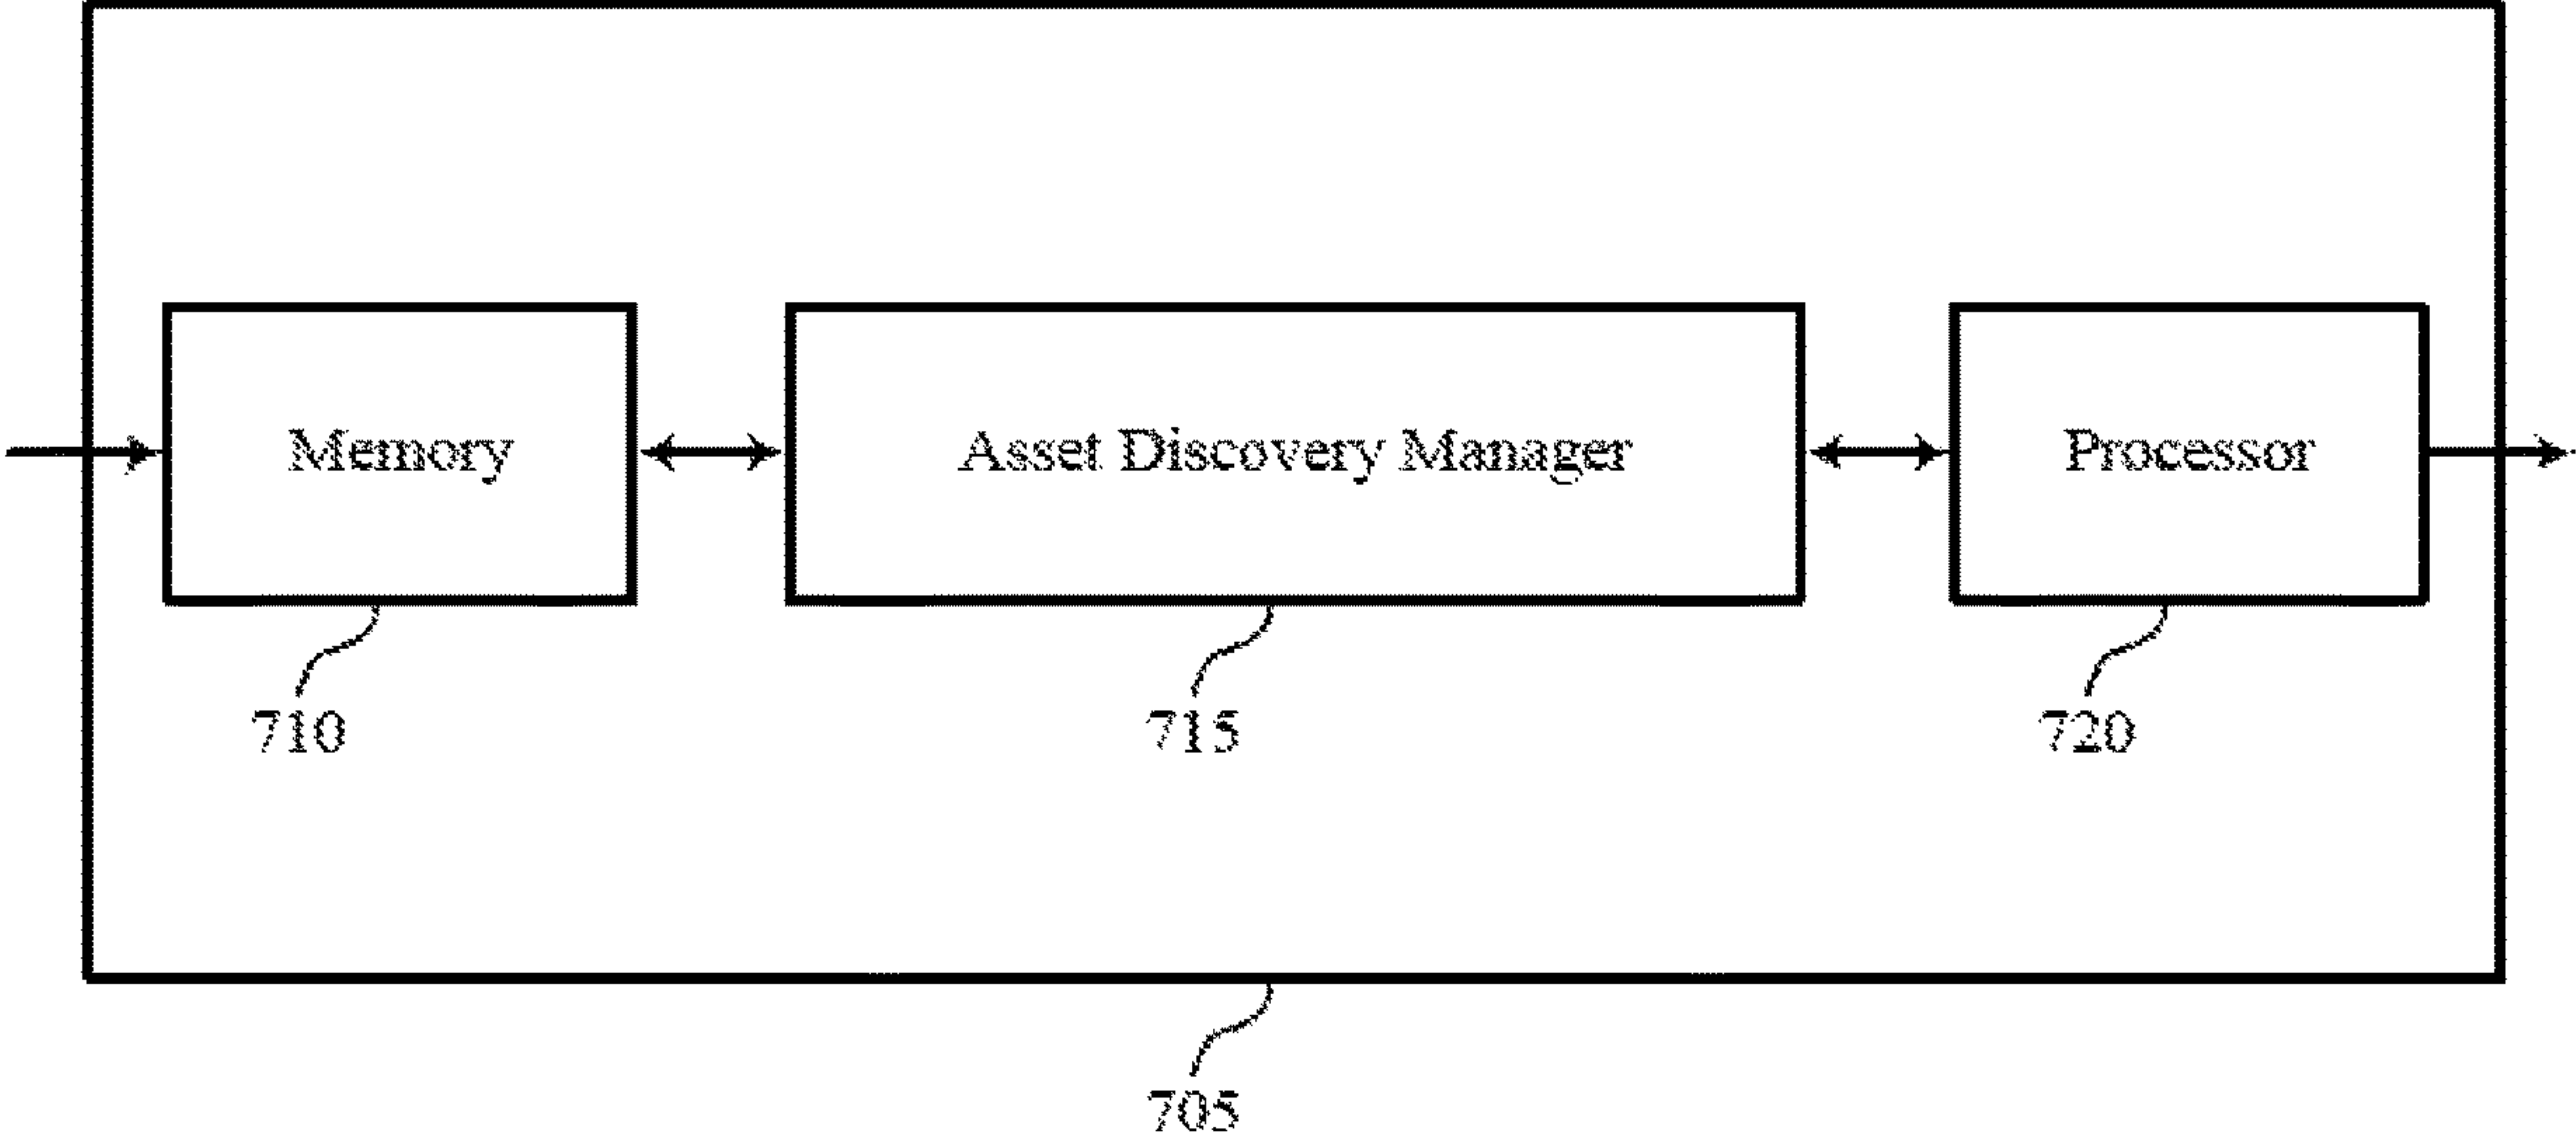 Memory
Asset Discovery Manager
Processor
710
715
720
705